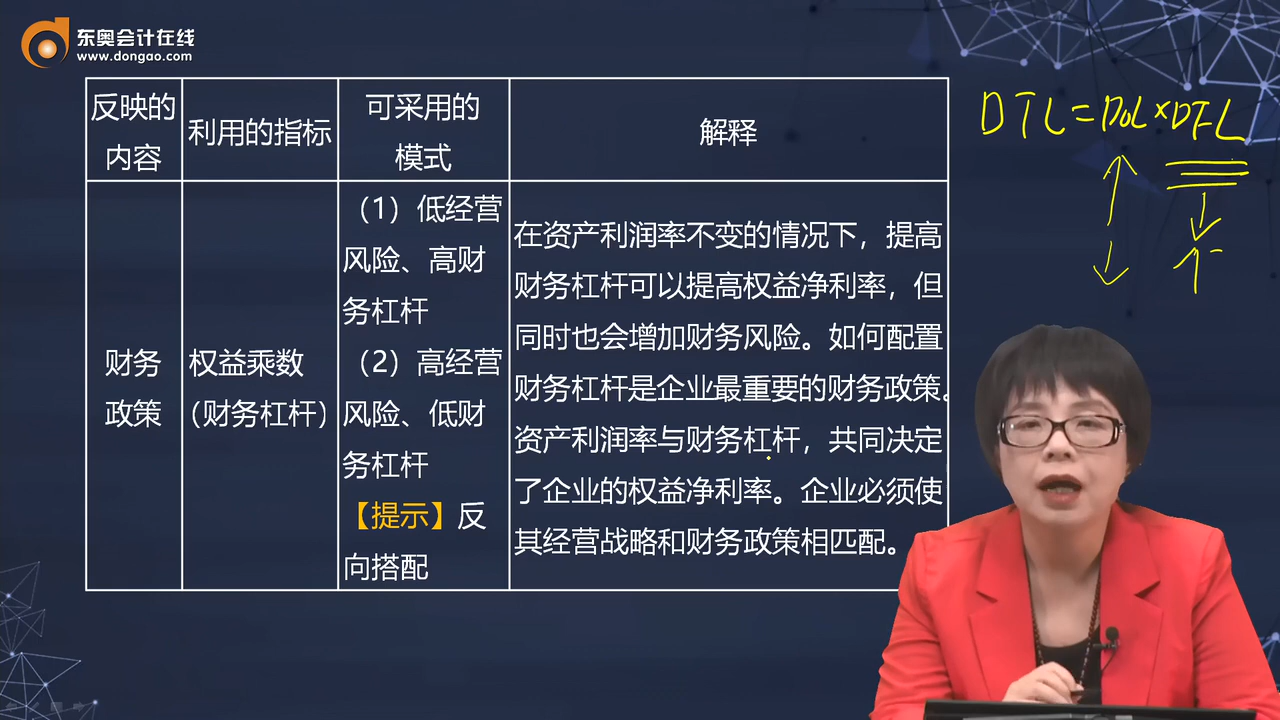 东奥会计在线
www.dongao.com
反映的
内容
利用的指标
可采用的
模式
解释
财务
政策
权益乘数
(财务杠杆)
（1）低经营
风险、高财
务杠杆
（2）高经营
风险、低财
务杠杆
【提示】反
向搭配
在资产利润率不变的情况下，提高
财务杠杆可以提高权益净利率，但
同时也会增加财务风险。如何配置
财务杠杆是企业最重要的财务政策。
资产利润率与财务杠杆，共同决定
了企业的权益净利率。企业必须使
其经营战略和财务政策相匹配。
DTL=DOL×DFL